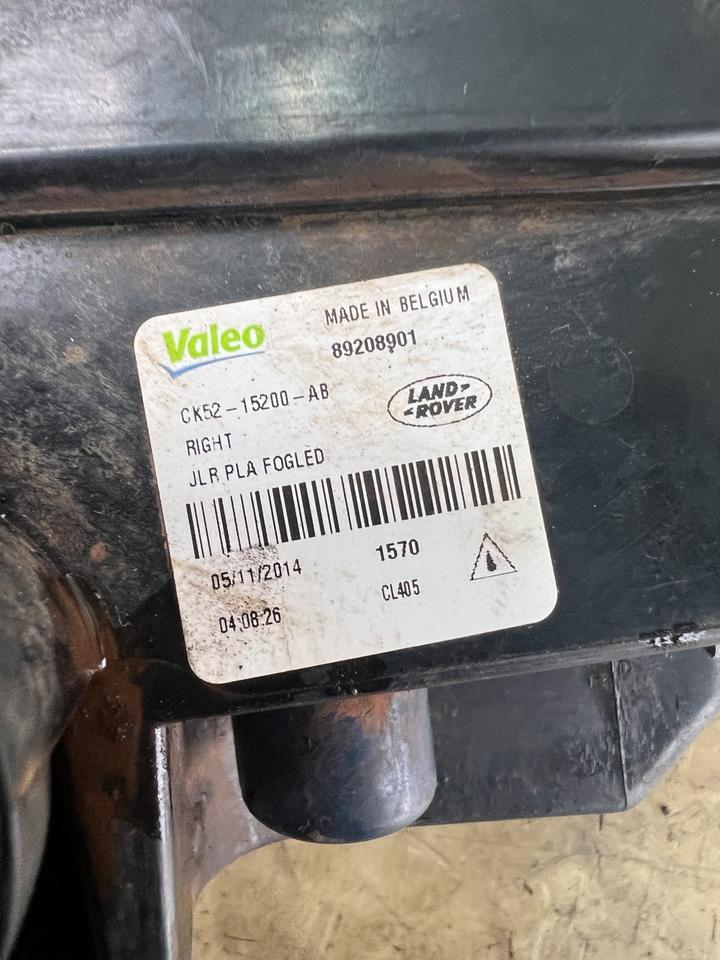 Valeo
MADE IN BELGIUM
89208901
CK52-15200-AB
LAND-
-ROVER
RIGHT
JLR PLA FOGLED
05/11/2014
1570
04:08:26
CL405